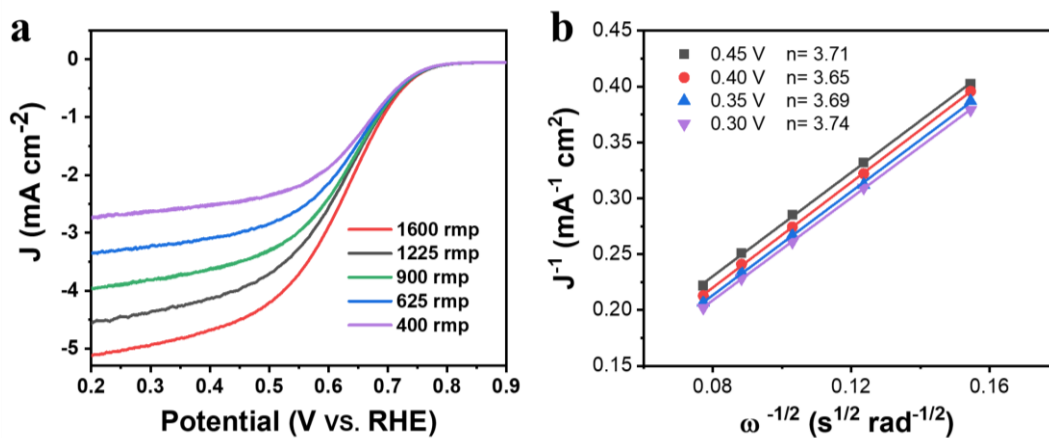 a
J (mA cm-2)
0
-1
-2
-3
-4
-5
1600 rmp
1225 rmp
900 rmp
625 rmp
400 rmp
0.2 0.3 0.4 0.5 0.6 0.7 0.8 0.9
Potential (V vs. RHE)
b
J-1 (mA-1 cm2)
0.45
0.40
0.35
0.30
0.25
0.20
0.15
0.45 V n= 3.71
0.40 V n= 3.65
0.35 V n= 3.69
0.30 V n= 3.74
0.08 0.12 0.16
ω -1/2 (s1/2 rad-1/2)